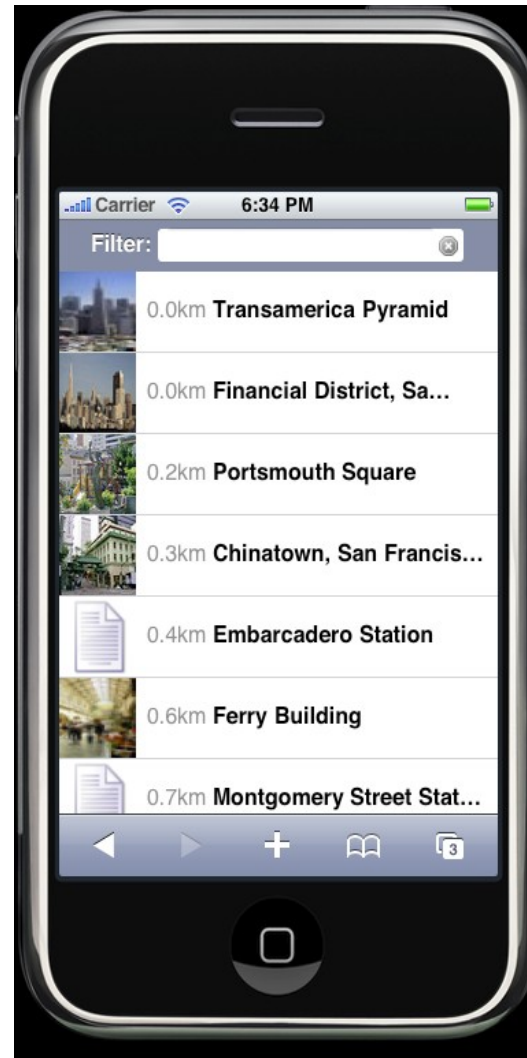 Carrier 6:34 PM
Filter:
0.0km Transamerica Pyramid
0.0km Financial District, Sa...
0.2km Portsmouth Square
0.3km Chinatown, San Francis...
0.4km Embarcadero Station
0.6km Ferry Building
0.7km Montgomery Street Stat...
3